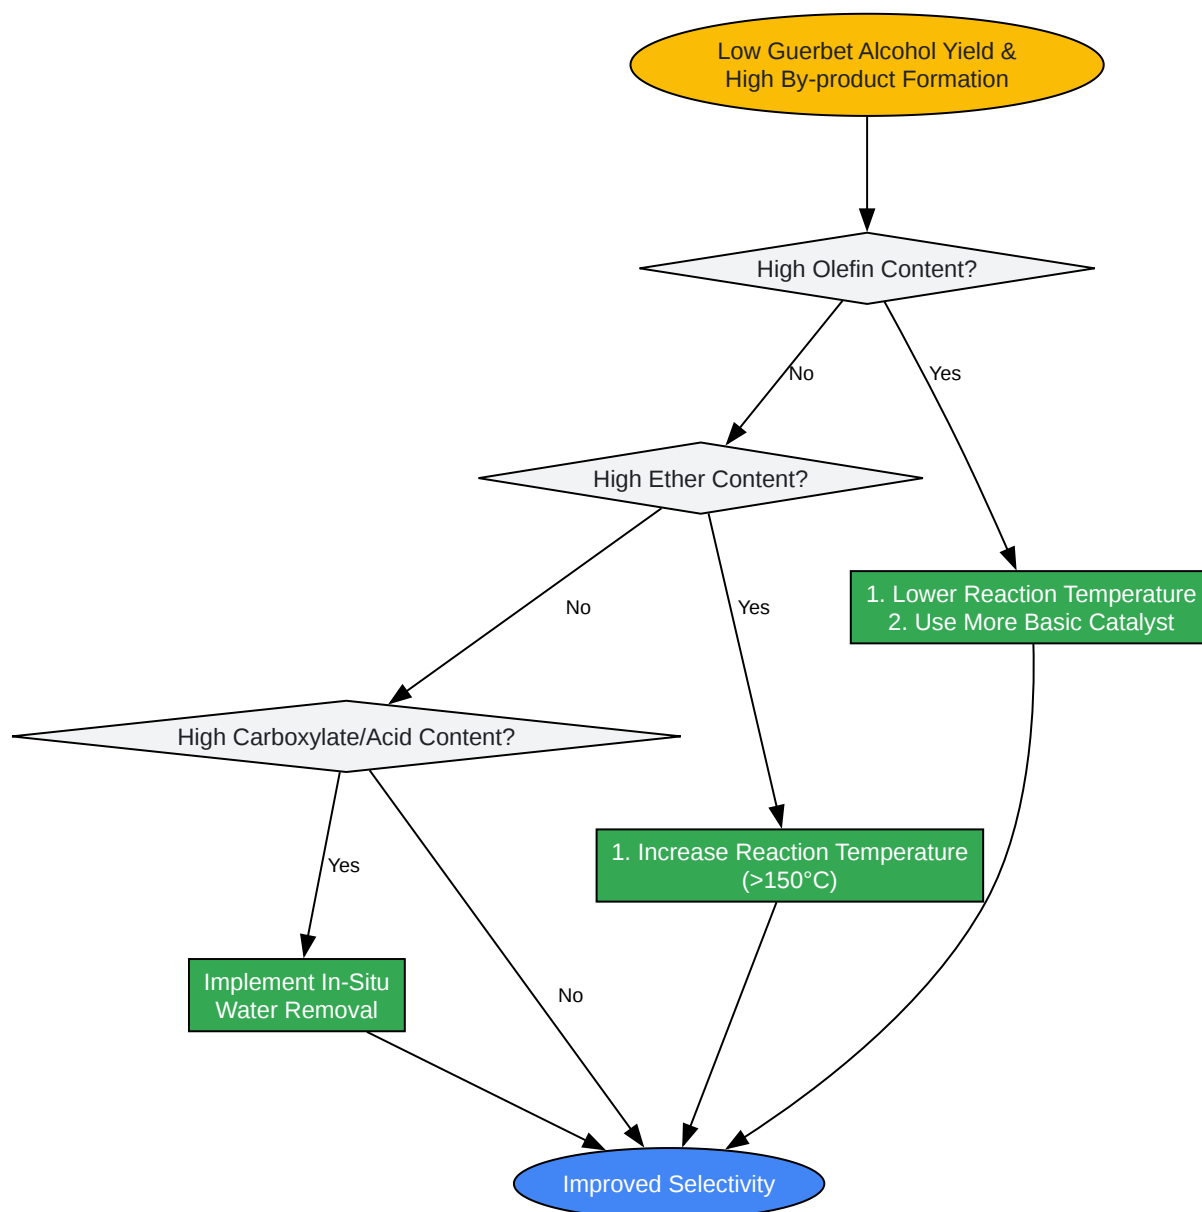 Low Guerbet Alcohol Yield &
High By-product Formation
High Olefin Content?
No
Yes
High Ether Content?
No
Yes
1. Lower Reaction Temperature
2. Use More Basic Catalyst
High Carboxylate/Acid Content?
Yes
1. Increase Reaction Temperature
(>150°C)
Implement In-Situ
Water Removal
No
Improved Selectivity